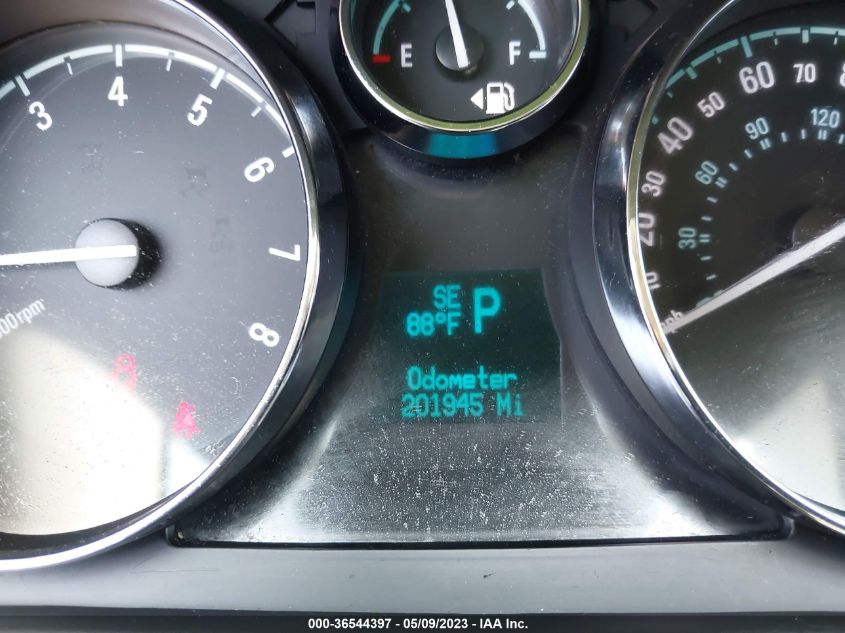 E F
3 4 5 6 7 8
000rpm
20 30 40 50 60 70
30 60 90 120
SE P
88°F
Odometer
201945 Mi
000-36544397 - 05/09/2023 - IAA Inc.